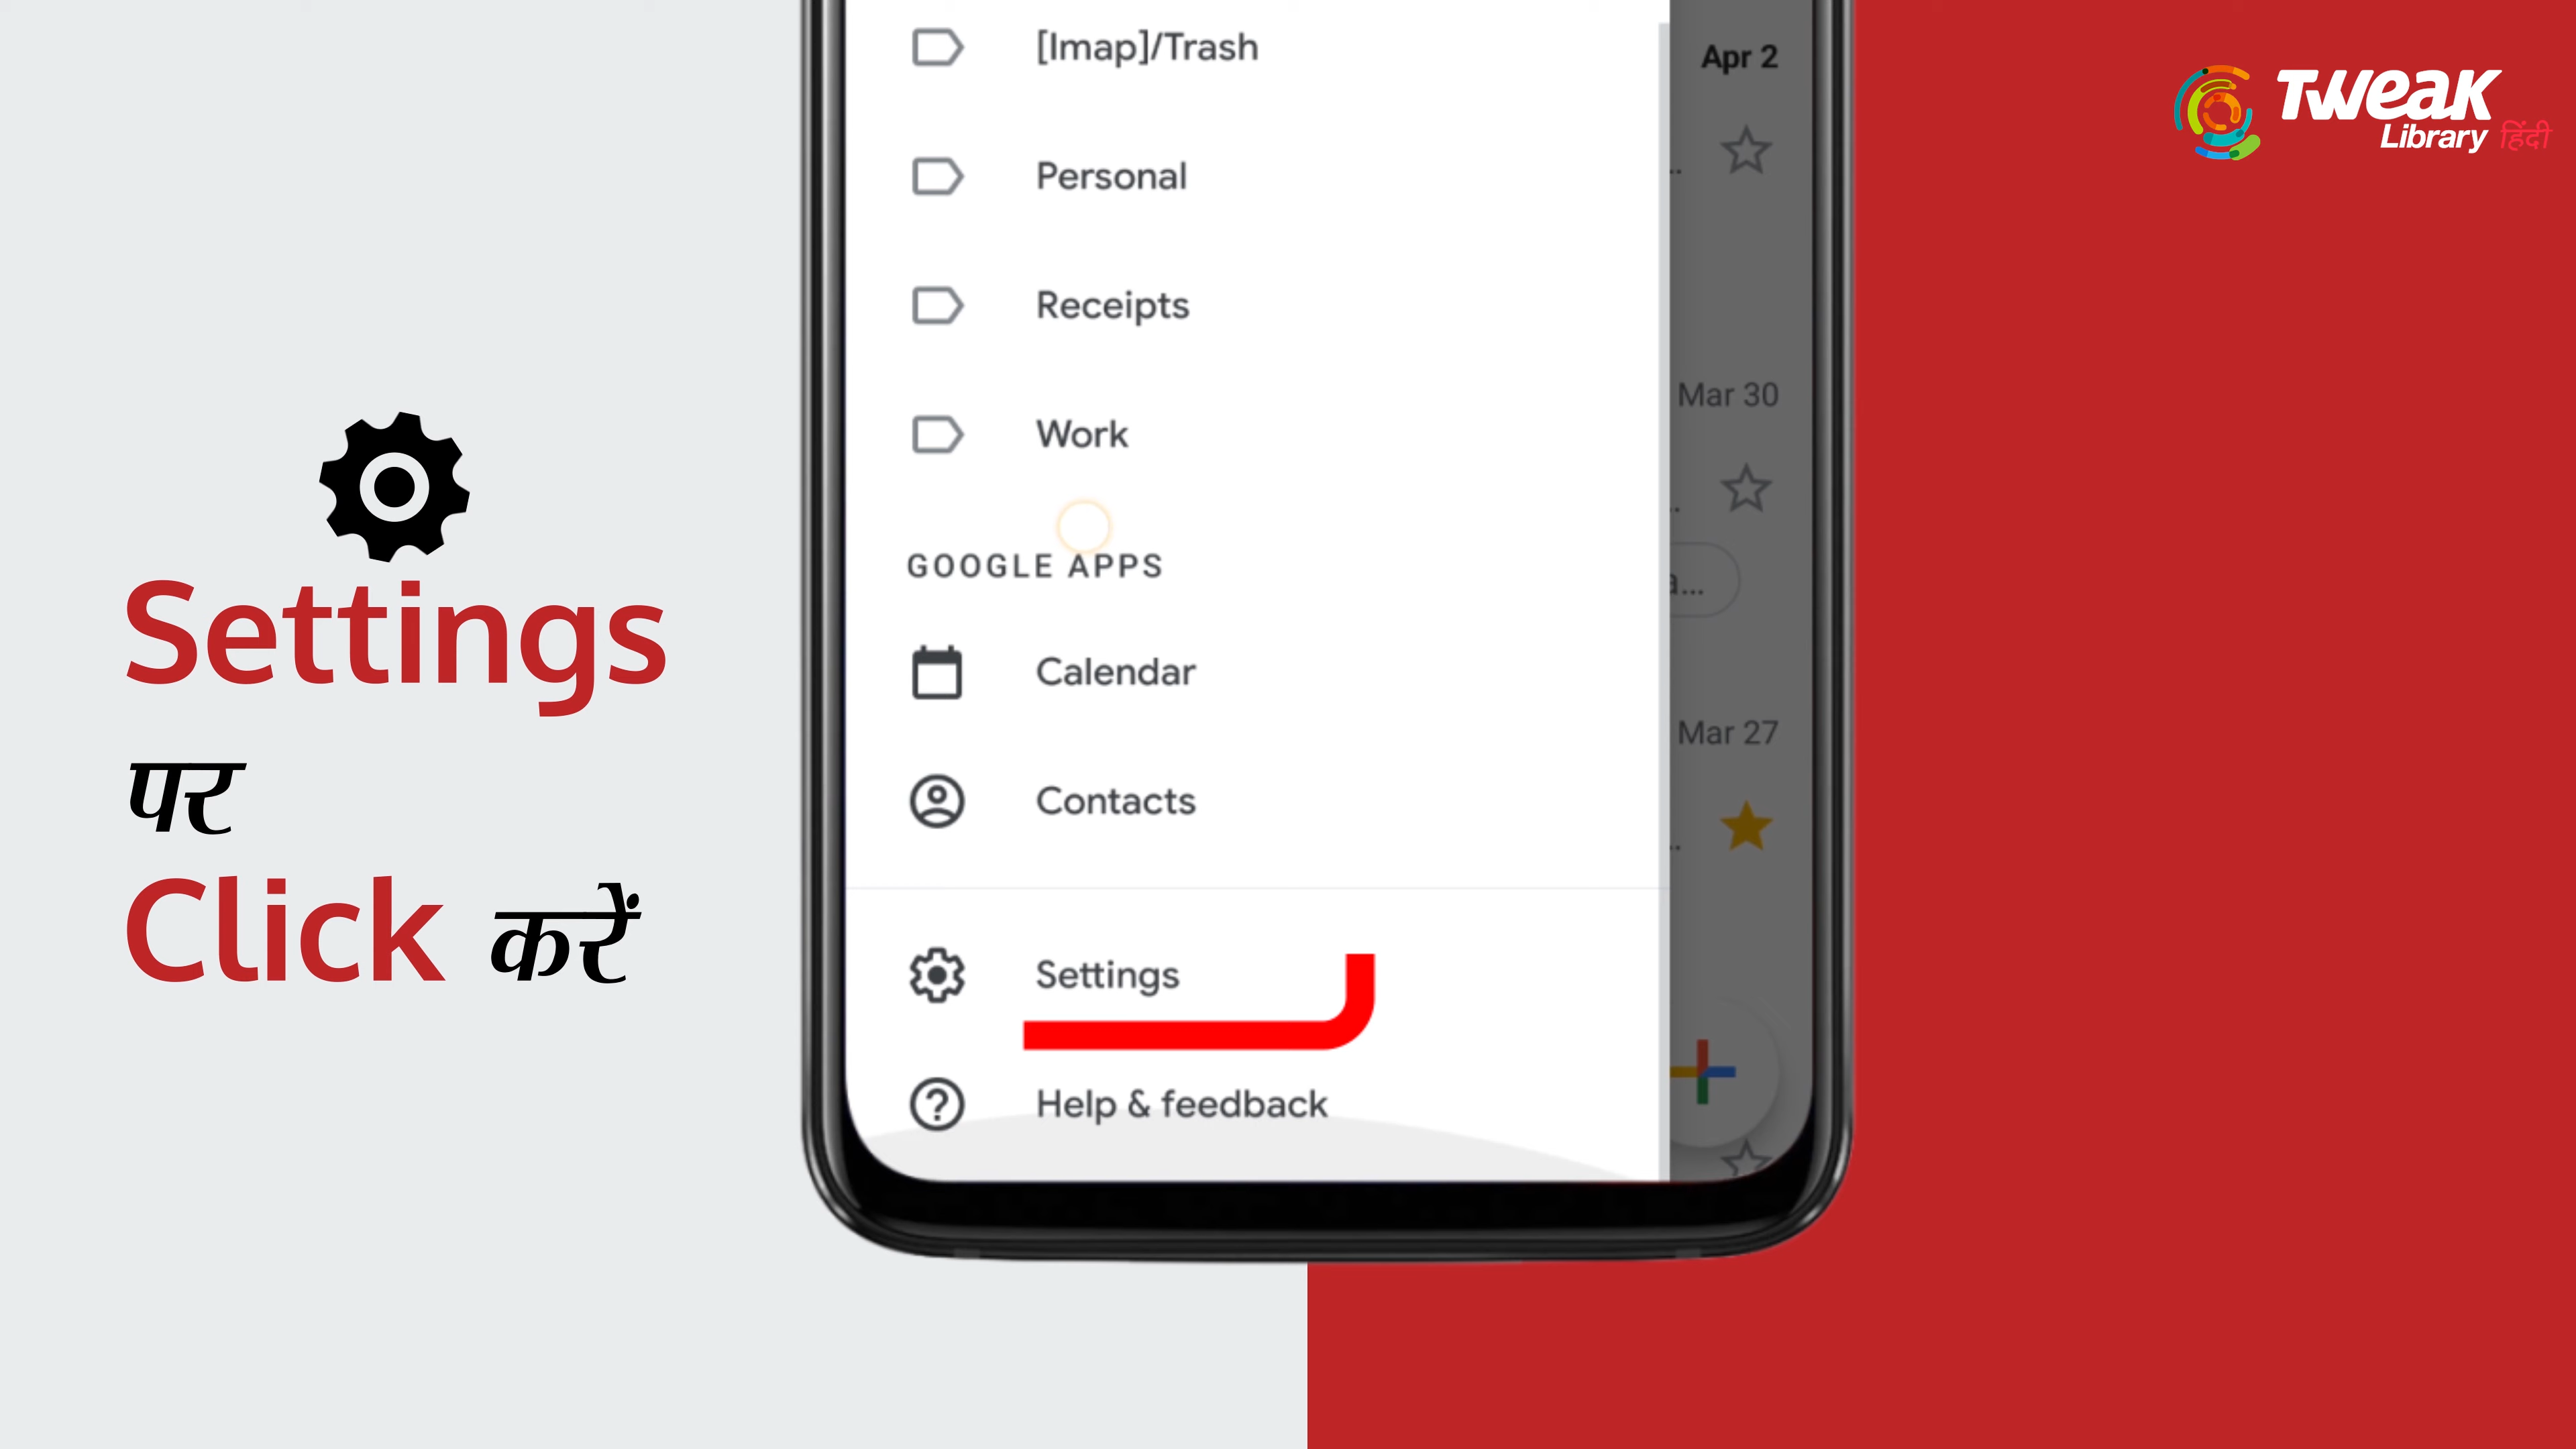 Settings
पर
Click करें
[Imap]/Trash
Personal
Receipts
Work
GOOGLE APPS
Calendar
Contacts
Settings
Help & feedback
Apr 2
Mar 30
a...
Mar 27
Tweak
Library हिंदी